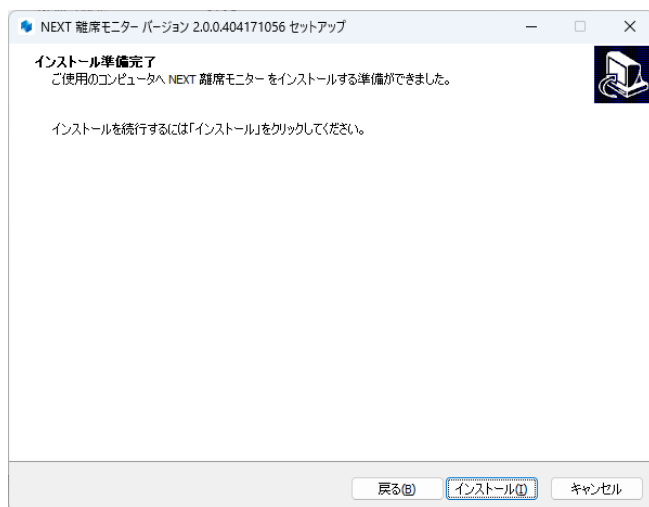 NEXT 離席モニター バージョン 2.0.0.404171056 セットアップ
インストール準備完了
ご使用のコンピュータへ NEXT 離席モニター をインストールする準備ができました。
インストールを続行するには「インストール」をクリックしてください。
戻る(B)
インストール(I)
キャンセル